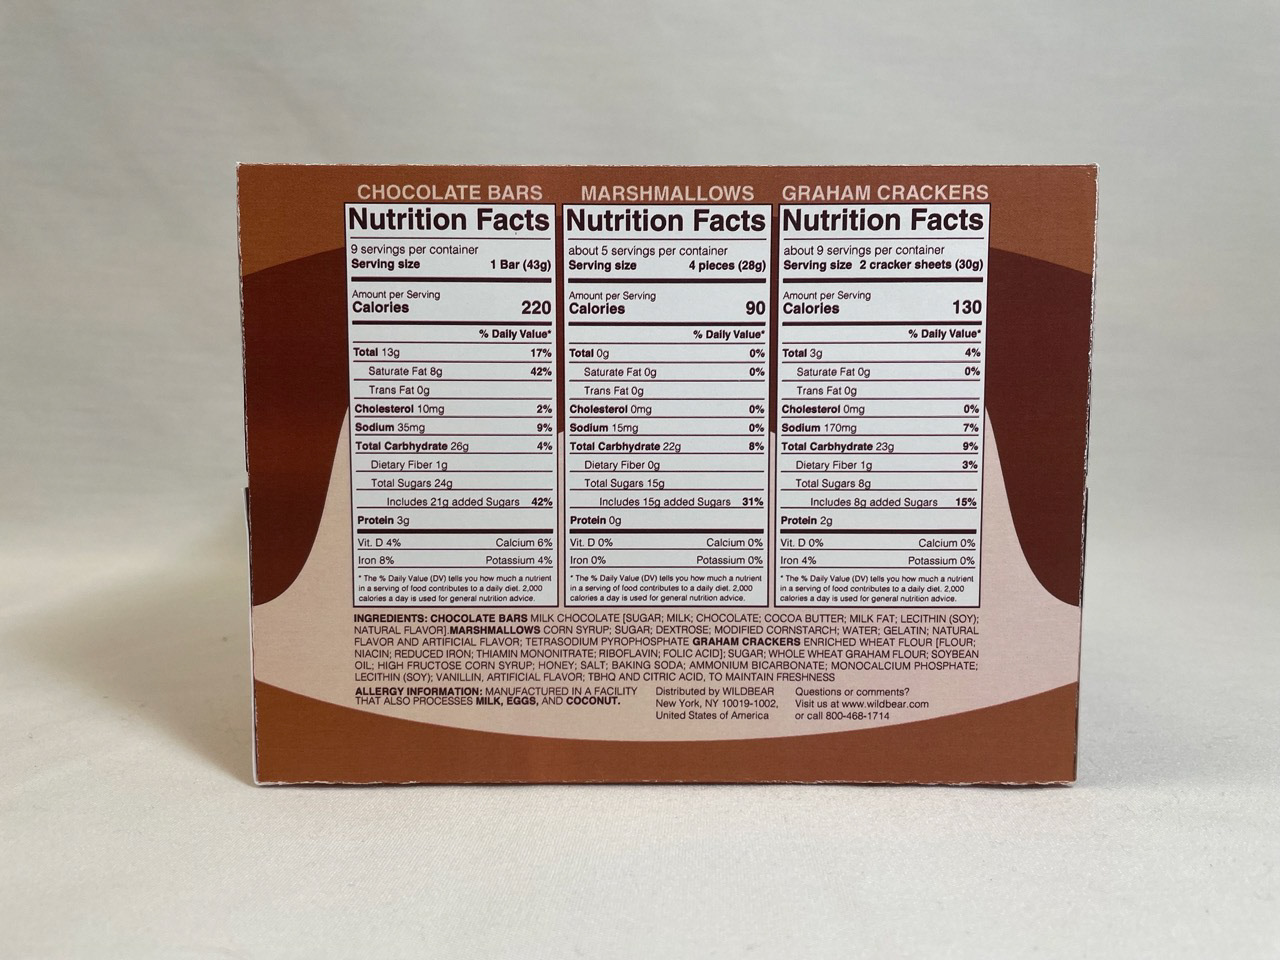 CHOCOLATE BARS
Nutrition Facts
9 servings per container
Serving size 1 Bar (43g)
Amount per Serving
Calories 220
% Daily Value*
Total 13g 17%
Saturate Fat 8g 42%
Trans Fat 0g
Cholesterol 10mg 2%
Sodium 35mg 9%
Total Carbhydrate 26g 4%
Dietary Fiber 1g
Total Sugars 24g
Includes 21g added Sugars 42%
Protein 3g
Vit. D 4% Calcium 6%
Iron 8% Potassium 4%
* The % Daily Value (DV) tells you how much a nutrient
in a serving of food contributes to a daily diet. 2,000
calories a day is used for general nutrition advice.
MARSHMALLOWS
Nutrition Facts
about 5 servings per container
Serving size 4 pieces (28g)
Amount per Serving
Calories 90
% Daily Value*
Total 0g 0%
Saturate Fat 0g 0%
Trans Fat 0g
Cholesterol 0mg 0%
Sodium 15mg 0%
Total Carbhydrate 22g 8%
Dietary Fiber 0g
Total Sugars 15g
Includes 15g added Sugars 31%
Protein 0g
Vit. D 0% Calcium 0%
Iron 0% Potassium 0%
* The % Daily Value (DV) tells you how much a nutrient
in a serving of food contributes to a daily diet. 2,000
calories a day is used for general nutrition advice.
GRAHAM CRACKERS
Nutrition Facts
about 9 servings per container
Serving size 2 cracker sheets (30g)
Amount per Serving
Calories 130
% Daily Value*
Total 3g 4%
Saturate Fat 0g 0%
Trans Fat 0g
Cholesterol 0mg 0%
Sodium 170mg 7%
Total Carbhydrate 23g 9%
Dietary Fiber 1g 3%
Total Sugars 8g
Includes 8g added Sugars 15%
Protein 2g
Vit. D 0% Calcium 0%
Iron 4% Potassium 0%
* The % Daily Value (DV) tells you how much a nutrient
in a serving of food contributes to a daily diet. 2,000
calories a day is used for general nutrition advice.
INGREDIENTS: CHOCOLATE BARS MILK CHOCOLATE [SUGAR; MILK; CHOCOLATE; COCOA BUTTER; MILK FAT; LECITHIN (SOY);
NATURAL FLAVOR].MARSHMALLOWS CORN SYRUP; SUGAR; DEXTROSE; MODIFIED CORNSTARCH; WATER; GELATIN; NATURAL
FLAVOR AND ARTIFICIAL FLAVOR; TETRASODIUM PYROPHOSPHATE GRAHAM CRACKERS ENRICHED WHEAT FLOUR [FLOUR;
NIACIN; REDUCED IRON; THIAMIN MONONITRATE; RIBOFLAVIN; FOLIC ACID]; SUGAR; WHOLE WHEAT GRAHAM FLOUR; SOYBEAN
OIL; HIGH FRUCTOSE CORN SYRUP; HONEY; SALT; BAKING SODA; AMMONIUM BICARBONATE; MONOCALCIUM PHOSPHATE;
LECITHIN (SOY); VANILLIN, ARTIFICIAL FLAVOR; TBHQ AND CITRIC ACID, TO MAINTAIN FRESHNESS
ALLERGY INFORMATION: MANUFACTURED IN A FACILITY
THAT ALSO PROCESSES MILK, EGGS, AND COCONUT.
Distributed by WILDBEAR
New York, NY 10019-1002,
United States of America
Questions or comments?
Visit us at www.wildbear.com
or call 800-468-1714